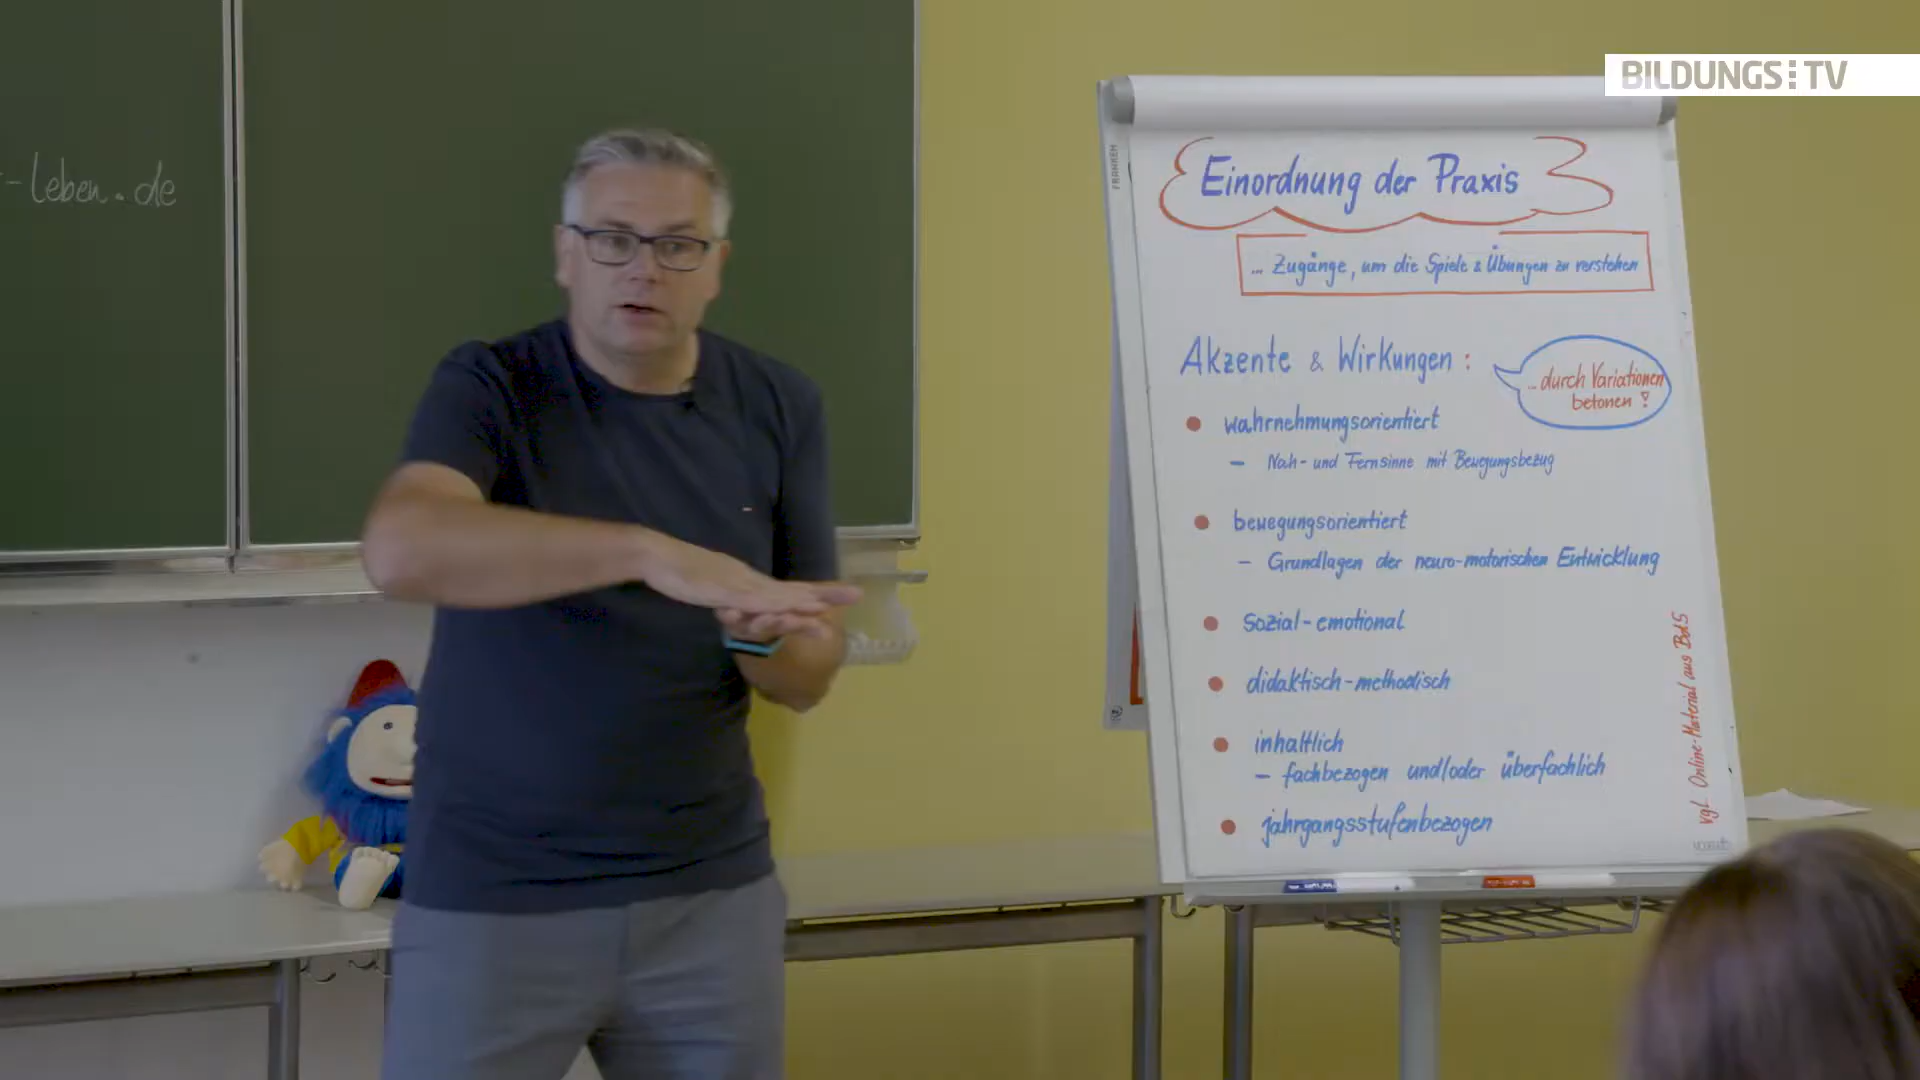 BILDUNGS:TV
-leben.de
FRANKEN
Einordnung der Praxis
... Zugänge, um die Spiele & Übungen zu verstehen
Akzente & Wirkungen :
... durch Variationen
betonen !
• wahrnehmungsorientiert
– Nah- und Fernsinne mit Bewegungsbezug
• bewegungsorientiert
– Grundlagen der neuro-motorischen Entwicklung
• sozial-emotional
• didaktisch-methodisch
• inhaltlich
– fachbezogen und/oder überfachlich
• jahrgangsstufenbezogen
vgl. Online-Material aus BdS